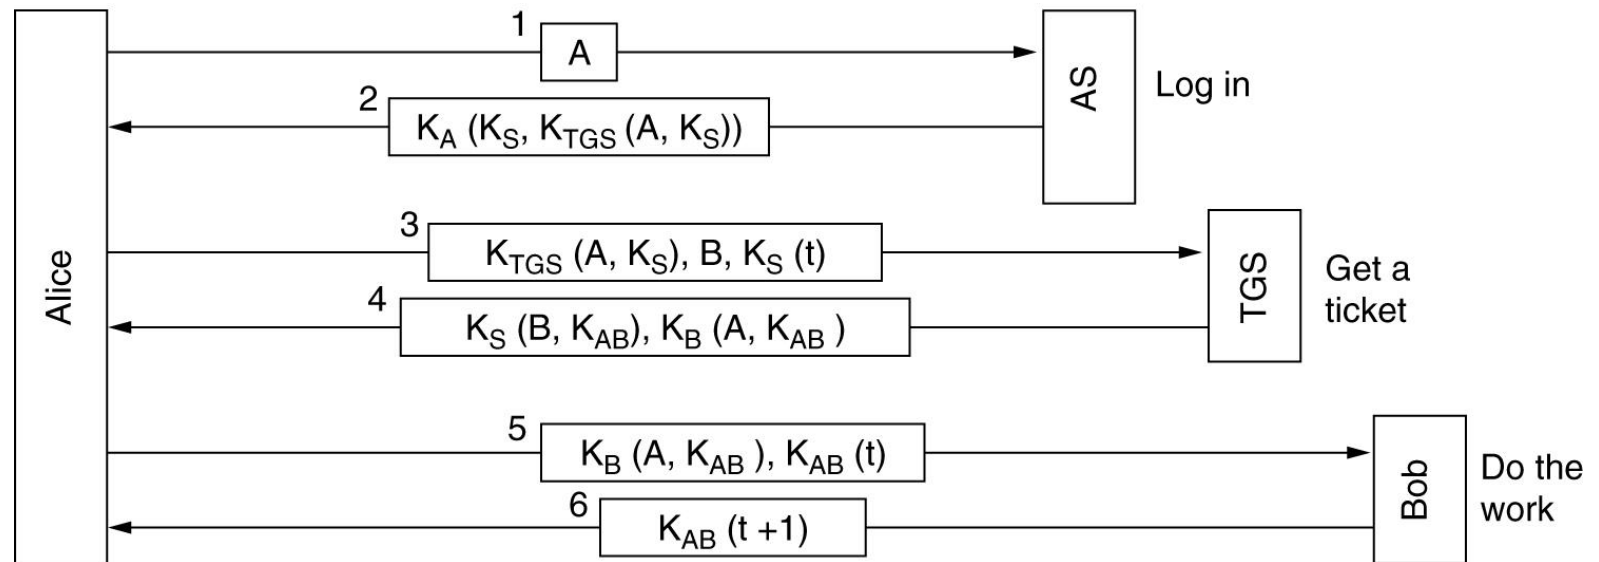 1
A
AS
Log in
2
K_A (K_S, K_TGS (A, K_S))
Alice
3
K_TGS (A, K_S), B, K_S (t)
TGS
Get a
ticket
4
K_S (B, K_AB), K_B (A, K_AB )
5
K_B (A, K_AB ), K_AB (t)
Bob
Do the
work
6
K_AB (t +1)